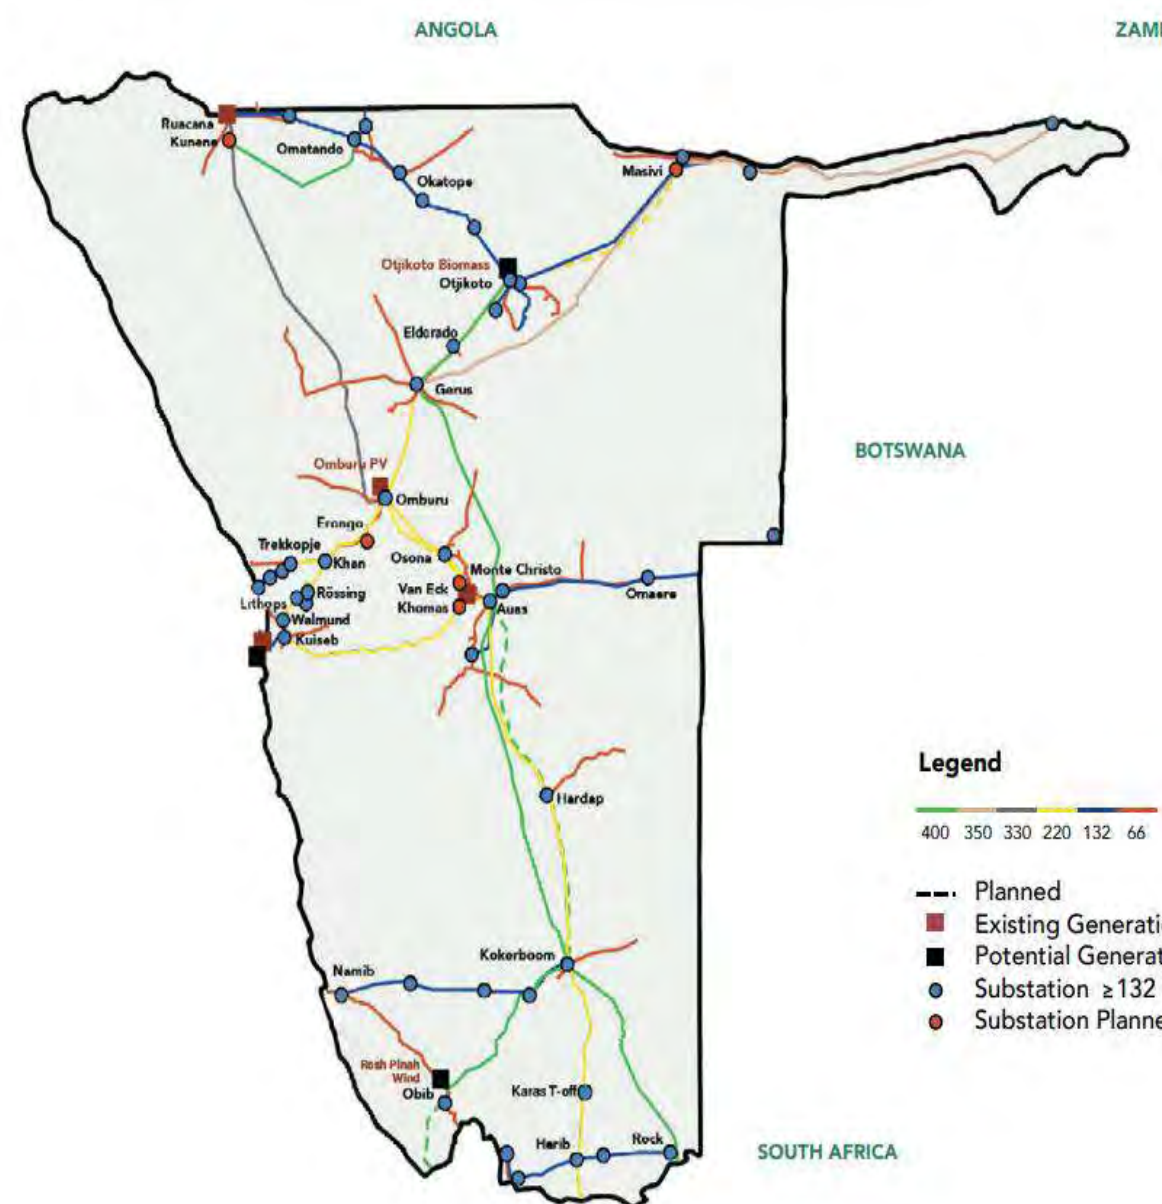 ANGOLA
ZAMI
Ruacana
Kunene
Omatando
Okatope
Masivi
Otjikoto Biomass
Otjikoto
Eldorado
Gerus
BOTSWANA
Omburu PV
Omburu
Erongo
Trekkopje
Khan
Osona
Monte Christo
Van Eck
Khomas
Auas
Omaere
Rössing
Lithops
Walmund
Kuiseb
Hardap
Legend
400 350 330 220 132 66
Planned
Existing Generati
Potential Generat
Substation ≥132
Substation Planne
Kokerboom
Namib
Rosh Pinah
Wind
Obib
Karas T-off
Harib
Rock
SOUTH AFRICA